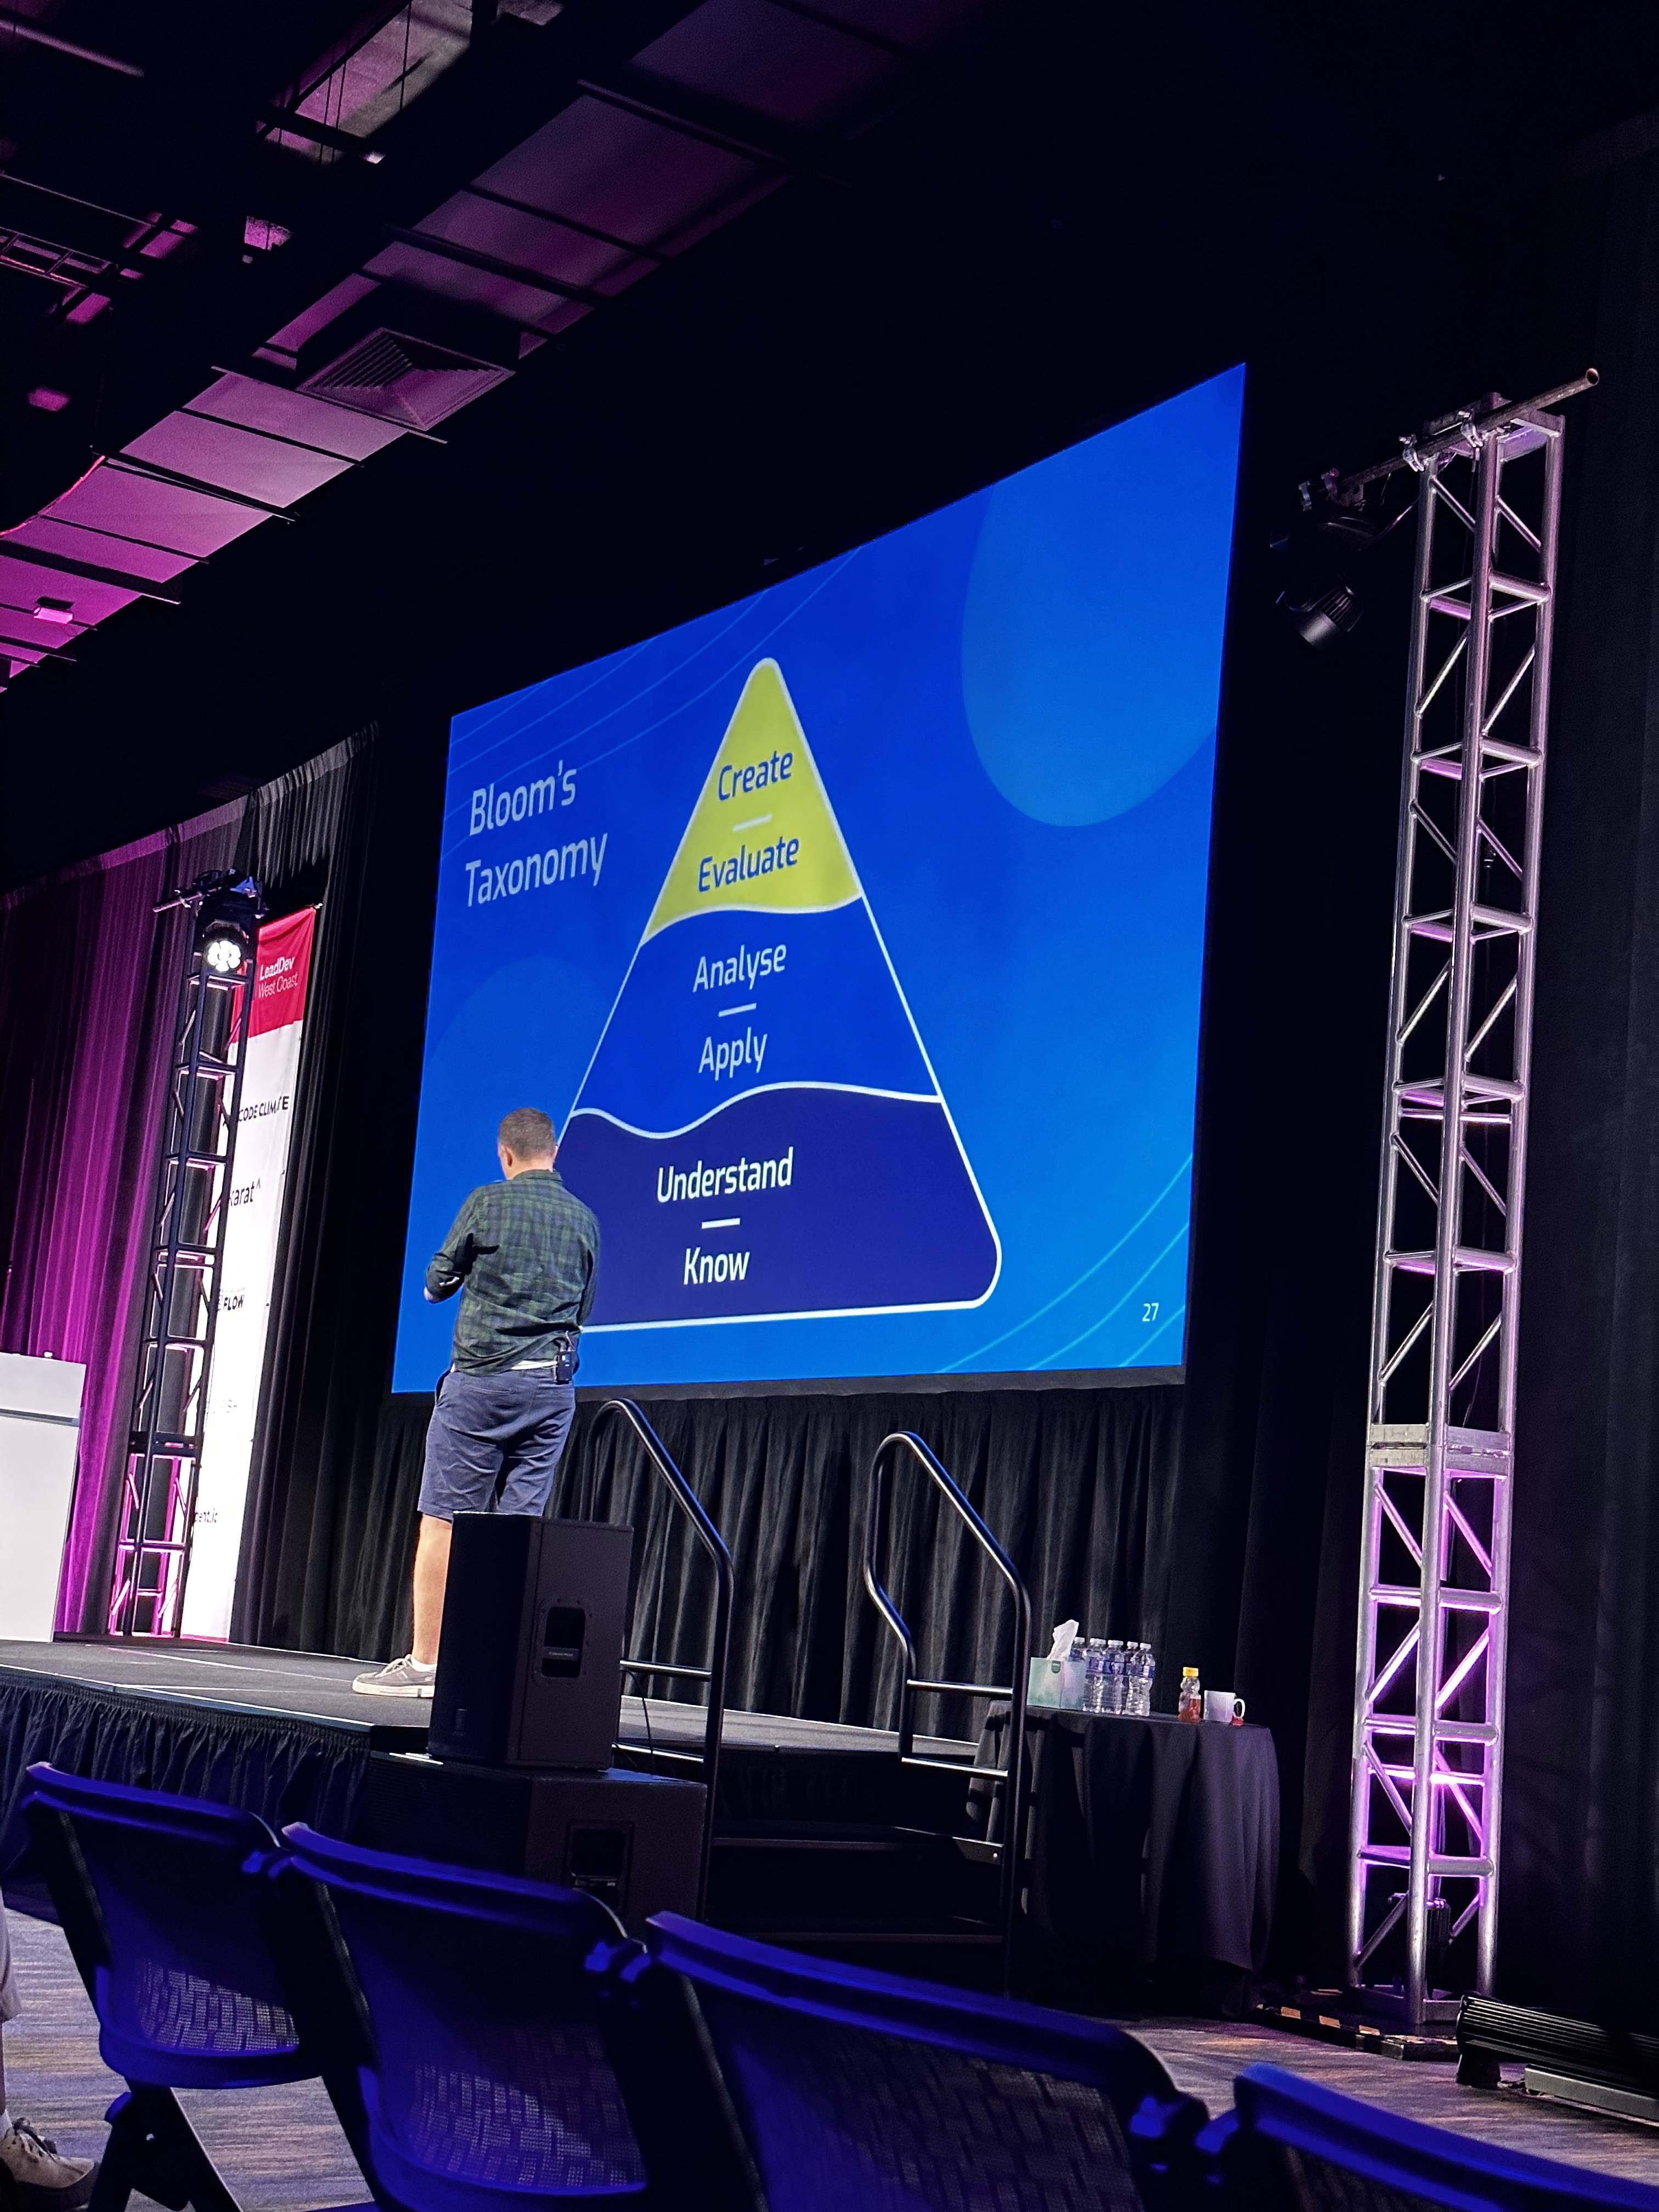 Bloom's
Taxonomy
Create
Evaluate
Analyse
Apply
Understand
Know
27
LeadDev
West Coast
CODE CLIMATE
karat
FLOW